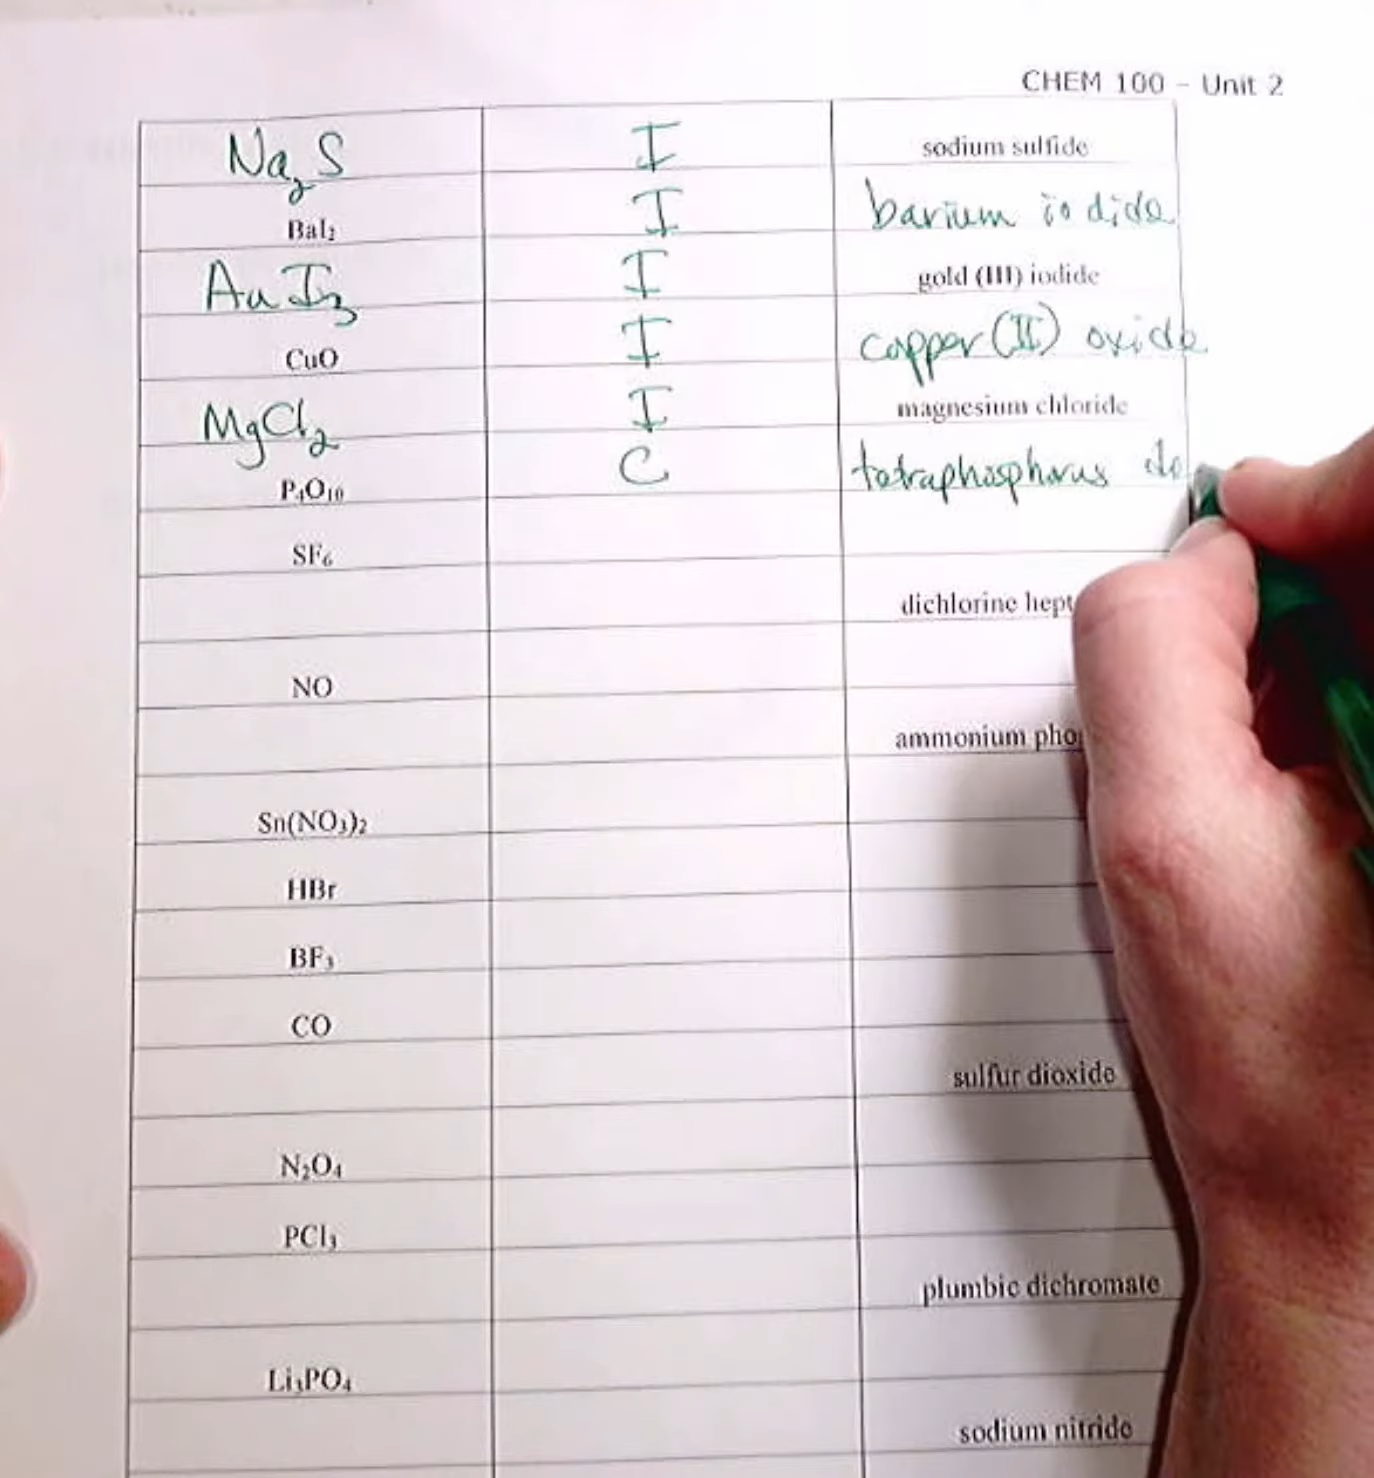 CHEM 100 - Unit 2
Na₂S I sodium sulfide
BaI₂ I barium iodide
AuI₃ I gold (III) iodide
CuO I copper (II) oxide
MgCl₂ I magnesium chloride
P₄O₁₀ C tetraphosphorus de
SF₆
dichlorine hept
NO
ammonium pho
Sn(NO₃)₂
HBr
BF₃
CO
sulfur dioxide
N₂O₄
PCl₃
plumbic dichromate
Li₃PO₄
sodium nitride